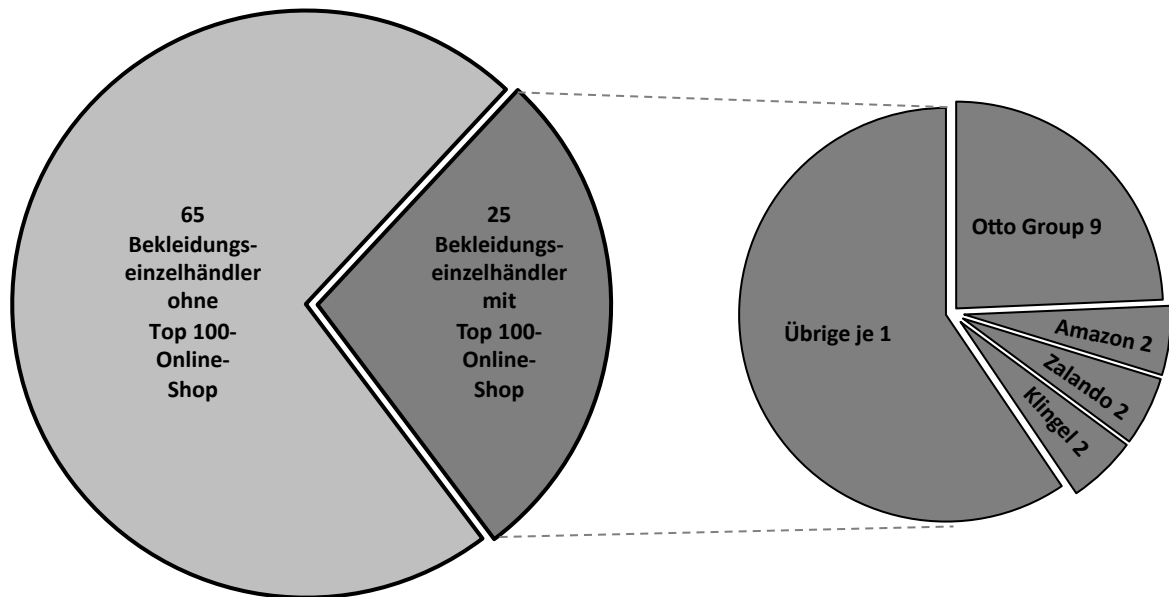 65
Bekleidungs-
einzelhändler
ohne
Top 100-
Online-
Shop
25
Bekleidungs-
einzelhändler
mit
Top 100-
Online-
Shop
Übrige je 1
Otto Group 9
Amazon 2
Zalando 2
Klingel 2